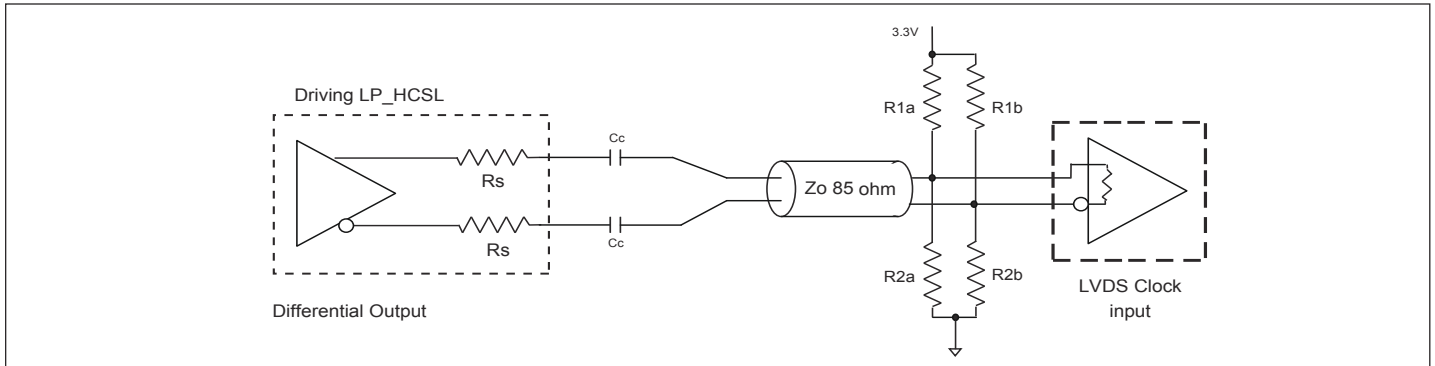 3.3V
Driving LP_HCSL
R1a
R1b
Cc
Rs
Zo 85 ohm
Cc
Rs
R2a
R2b
LVDS Clock
input
Differential Output